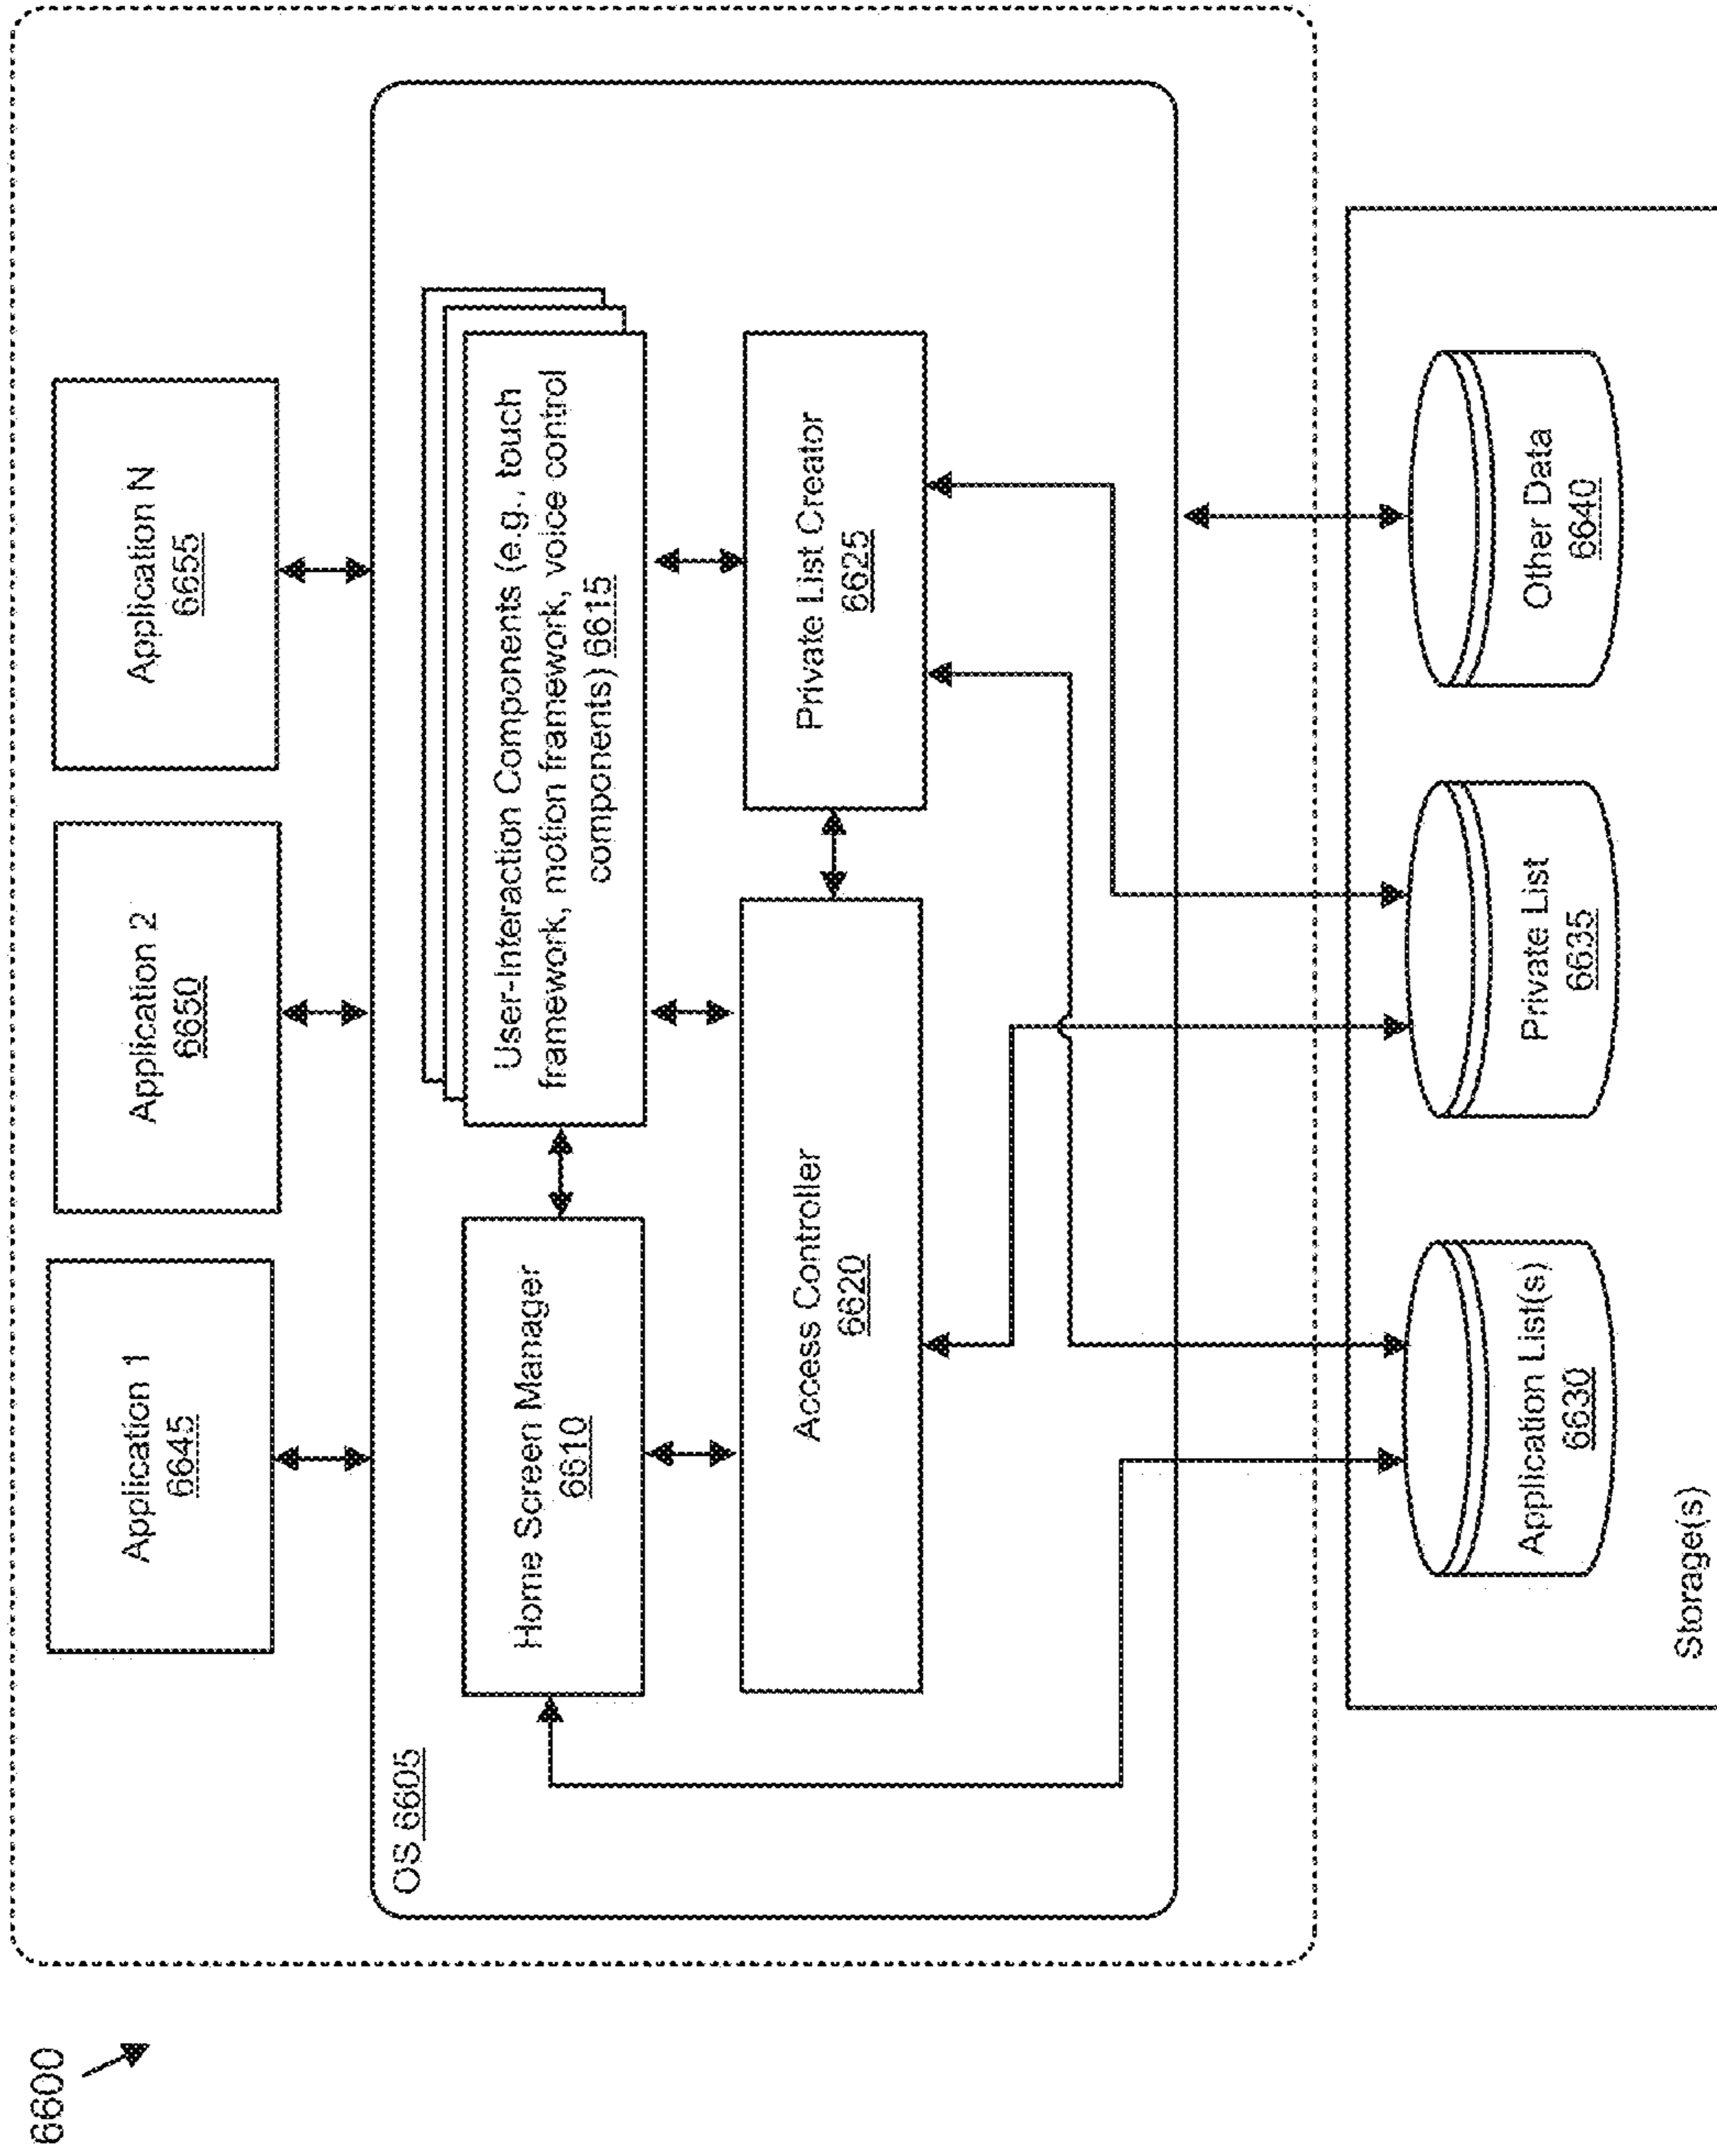 6600
Application 1
6645
Application 2
6650
Application N
6655
OS 6605
Home Screen Manager
6610
User-Interaction Components (e.g., touch
framework, motion framework, voice control
components) 6615
Access Controller
6620
Private List Creator
6625
Application List(s)
6630
Private List
6635
Other Data
6640
Storage(s)